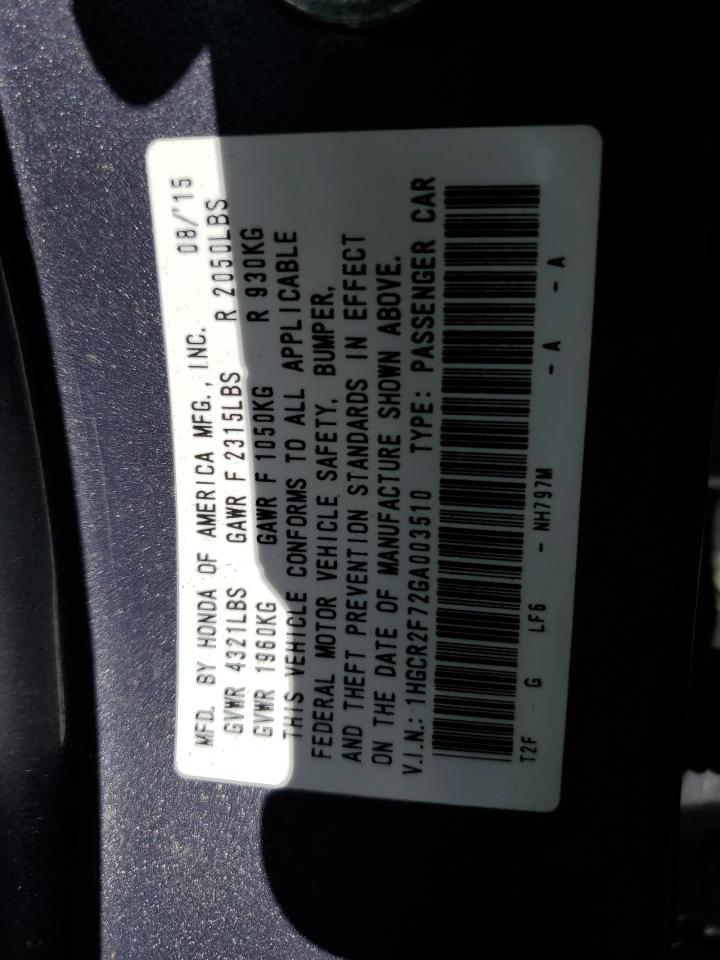 MFD. BY HONDA OF AMERICA MFG., INC. 08/'15
GVWR 4321LBS GAWR F 2315LBS R 2050LBS
GVWR 1960KG GAWR F 1050KG R 930KG
THIS VEHICLE CONFORMS TO ALL APPLICABLE
FEDERAL MOTOR VEHICLE SAFETY, BUMPER,
AND THEFT PREVENTION STANDARDS IN EFFECT
ON THE DATE OF MANUFACTURE SHOWN ABOVE.
V.I.N.: 1HGCR2F72GA003510 TYPE: PASSENGER CAR
T2F G LF6 - NH797M - A - A